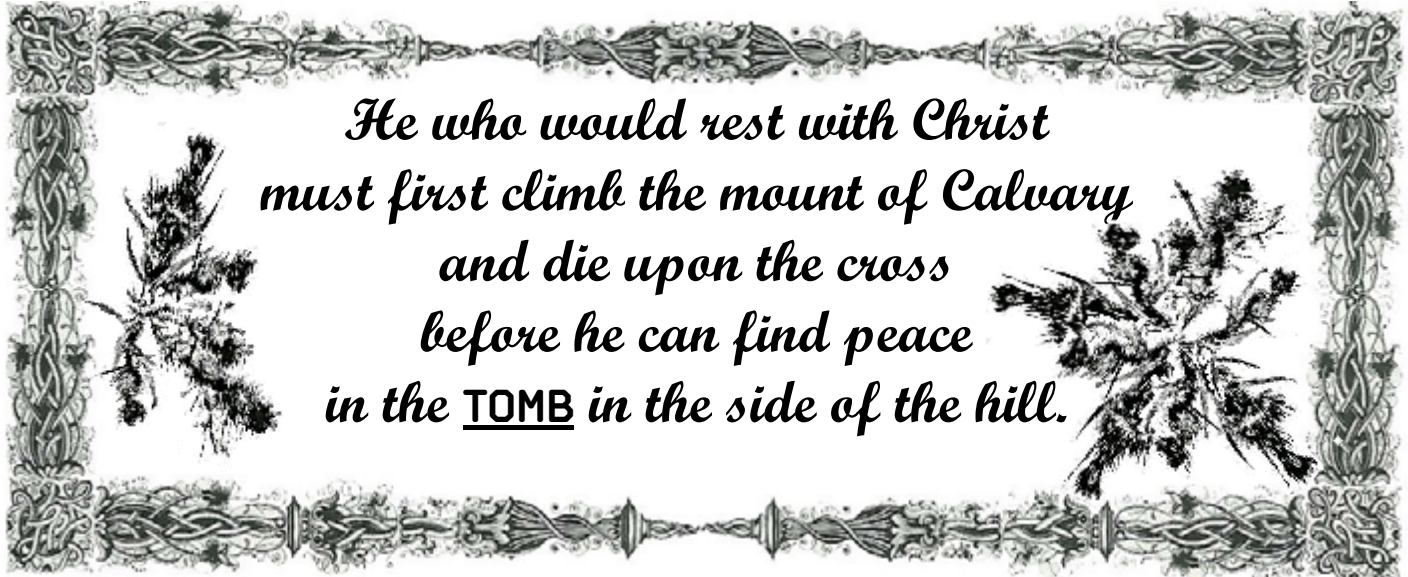 He who would rest with Christ
must first climb the mount of Calvary
and die upon the cross
before he can find peace
in the TOMB in the side of the hill.